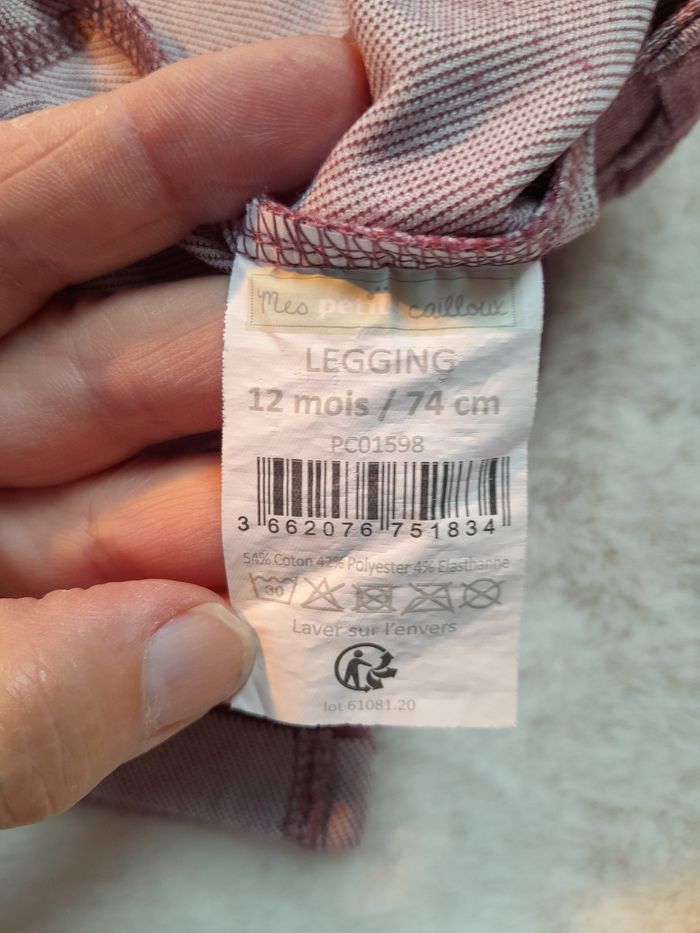 Mes petits cailloux
LEGGING
12 mois / 74 cm
PC01598
3 662076 751834
54% Coton 42% Polyester 4% Elasthanne
30
Laver sur l'envers
lot 61081.20